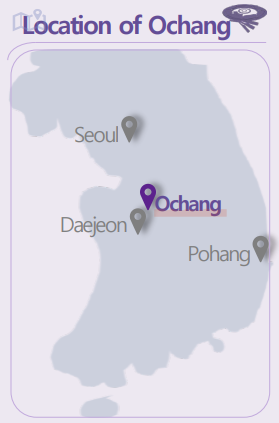 Location of Ochang
Seoul
Ochang
Daejeon
Pohang